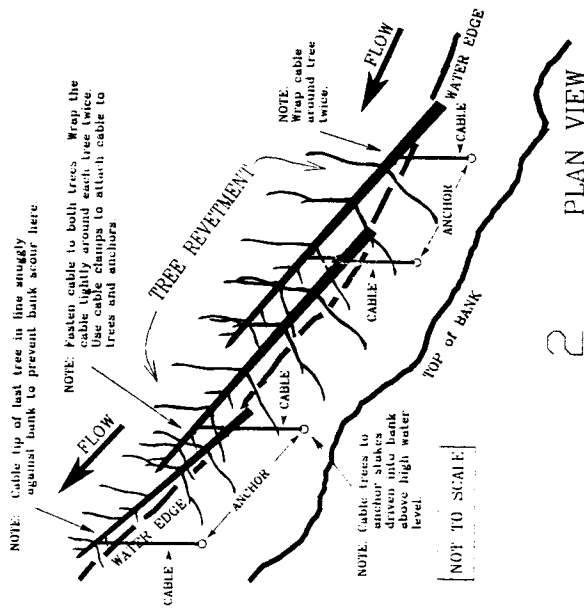 NOTE: Cable tip of last tree in line snuggly
against bank to prevent bank scour here
NOTE: Fasten cable to both trees Wrap the
cable tightly around each tree twice.
Use cable clamps to attach cable to
trees and anchors
FLOW
TREE REVETMENT
NOTE:
Wrap cable
around tree
twice.
FLOW
WATER EDGE
CABLE
ANCHOR
CABLE
CABLE
ANCHOR
WATER EDGE
CABLE
TOP of BANK
NOTE: Cable trees to
anchor stakes
driven into bank
above high water
level.
NOT TO SCALE
2
PLAN VIEW